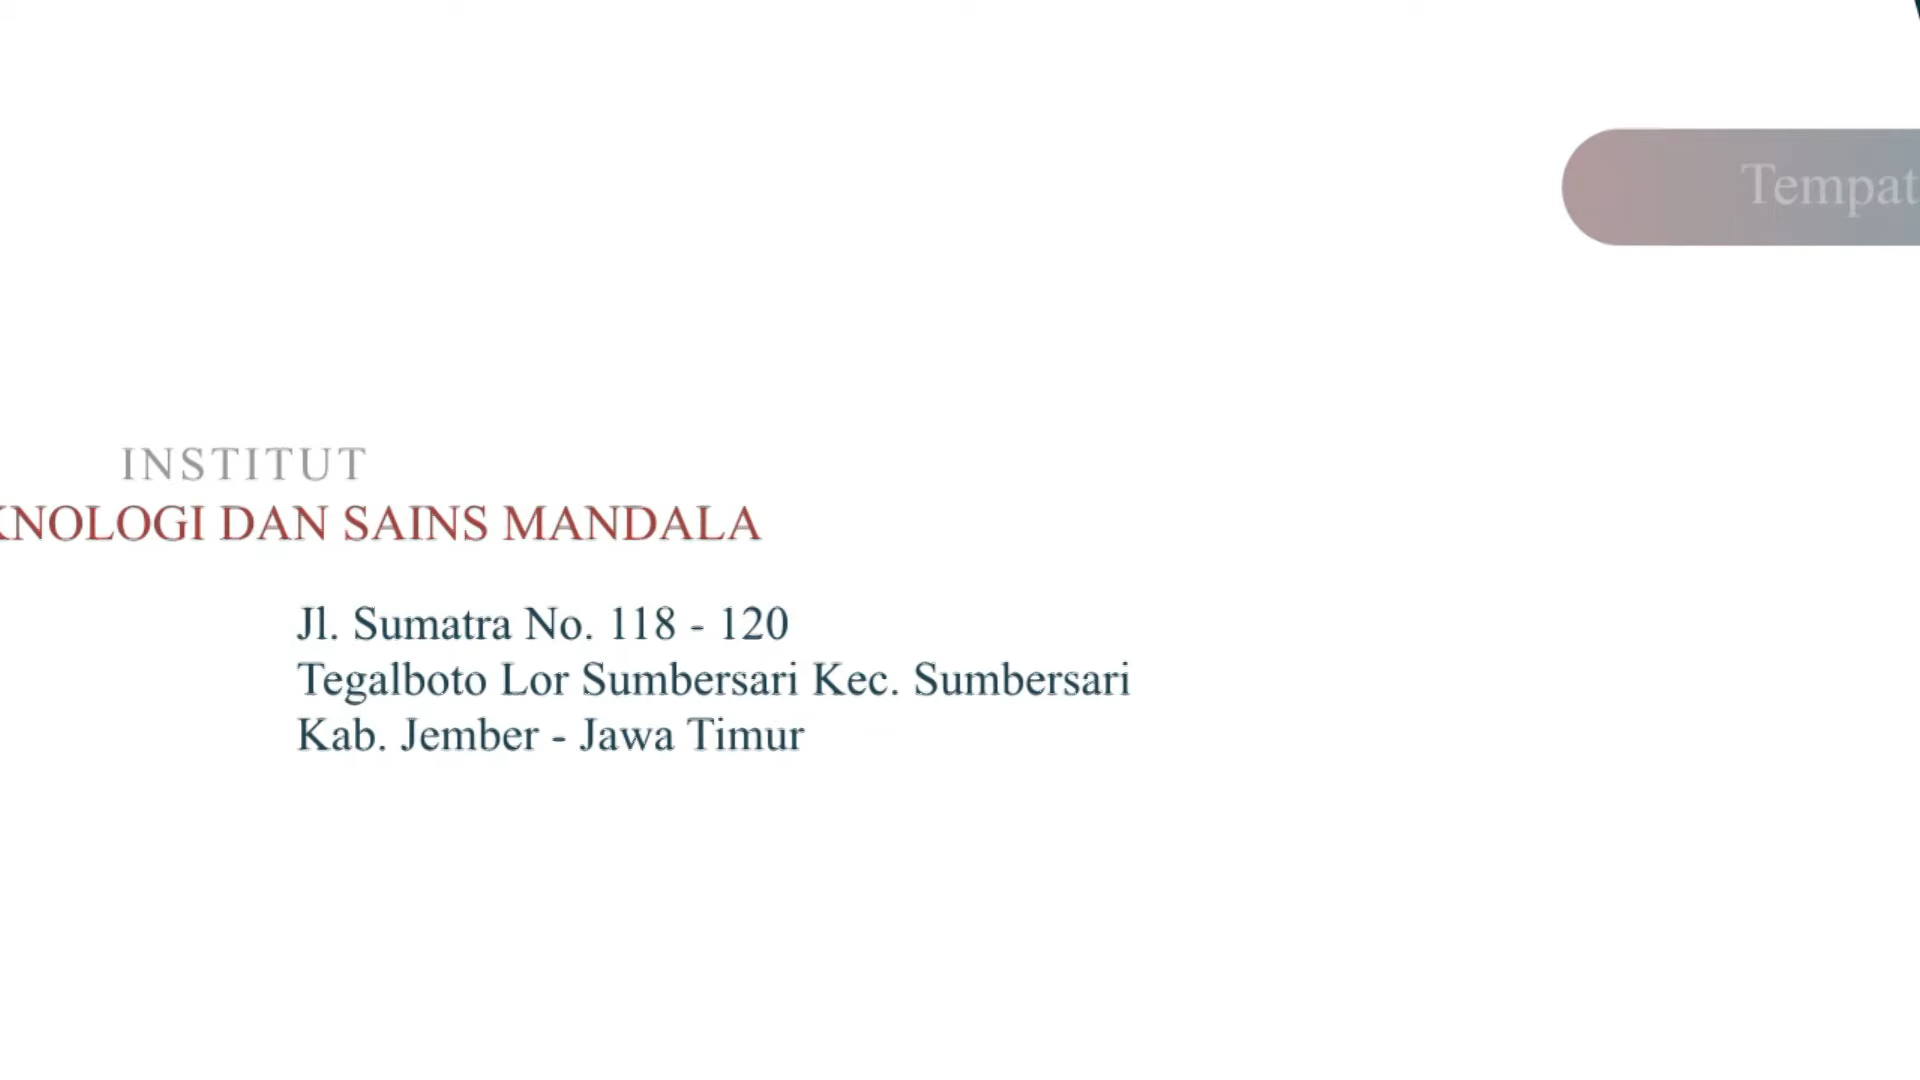 Tempat
INSTITUT
KNOLOGI DAN SAINS MANDALA
Jl. Sumatra No. 118 - 120
Tegalboto Lor Sumbersari Kec. Sumbersari
Kab. Jember - Jawa Timur